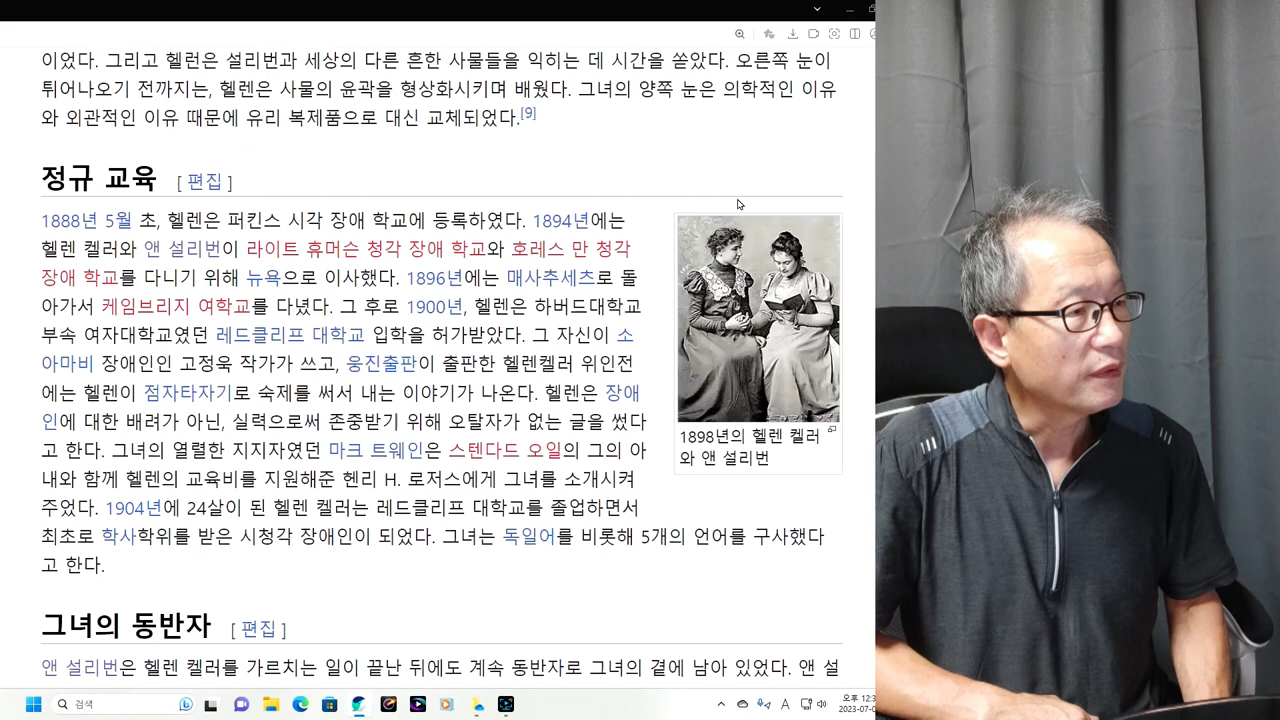 이었다. 그리고 헬런은 설리번과 세상의 다른 흔한 사물들을 익히는 데 시간을 쏟았다. 오른쪽 눈이
튀어나오기 전까지는, 헬렌은 사물의 윤곽을 형상화시키며 배웠다. 그녀의 양쪽 눈은 의학적인 이유
와 외관적인 이유 때문에 유리 복제품으로 대신 교체되었다.[9]
정규 교육 [ 편집 ]
1888년 5월 초, 헬렌은 퍼킨스 시각 장애 학교에 등록하였다. 1894년에는
헬렌 켈러와 앤 설리번이 라이트 휴머슨 청각 장애 학교와 호레스 만 청각
장애 학교를 다니기 위해 뉴욕으로 이사했다. 1896년에는 매사추세츠로 돌
아가서 케임브리지 여학교를 다녔다. 그 후로 1900년, 헬렌은 하버드대학교
부속 여자대학교였던 레드클리프 대학교 입학을 허가받았다. 그 자신이 소
아마비 장애인인 고정욱 작가가 쓰고, 웅진출판이 출판한 헬렌켈러 위인전
에는 헬렌이 점자타자기로 숙제를 써서 내는 이야기가 나온다. 헬렌은 장애
인에 대한 배려가 아닌, 실력으로써 존중받기 위해 오탈자가 없는 글을 썼다
고 한다. 그녀의 열렬한 지지자였던 마크 트웨인은 스텐다드 오일의 그의 아
내와 함께 헬렌의 교육비를 지원해준 헨리 H. 로저스에게 그녀를 소개시켜
주었다. 1904년에 24살이 된 헬렌 켈러는 레드클리프 대학교를 졸업하면서
최초로 학사학위를 받은 시청각 장애인이 되었다. 그녀는 독일어를 비롯해 5개의 언어를 구사했다
고 한다.
1898년의 헬렌 켈러
와 앤 설리번
그녀의 동반자 [ 편집 ]
앤 설리번은 헬렌 켈러를 가르치는 일이 끝난 뒤에도 계속 동반자로 그녀의 곁에 남아 있었다. 앤 설
검색
A
오후 12:3
2023-07-0